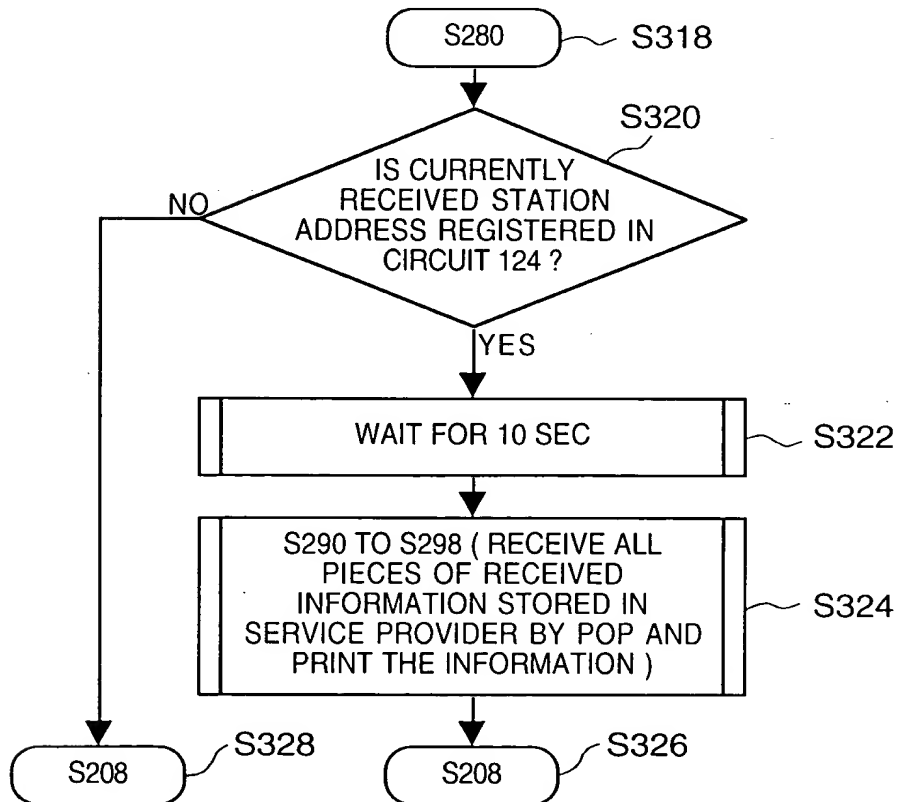 S280
S318
S320
IS CURRENTLY
RECEIVED STATION
ADDRESS REGISTERED IN
CIRCUIT 124 ?
NO
YES
WAIT FOR 10 SEC
S322
S290 TO S298 ( RECEIVE ALL
PIECES OF RECEIVED
INFORMATION STORED IN
SERVICE PROVIDER BY POP AND
PRINT THE INFORMATION )
S324
S208
S328
S208
S326